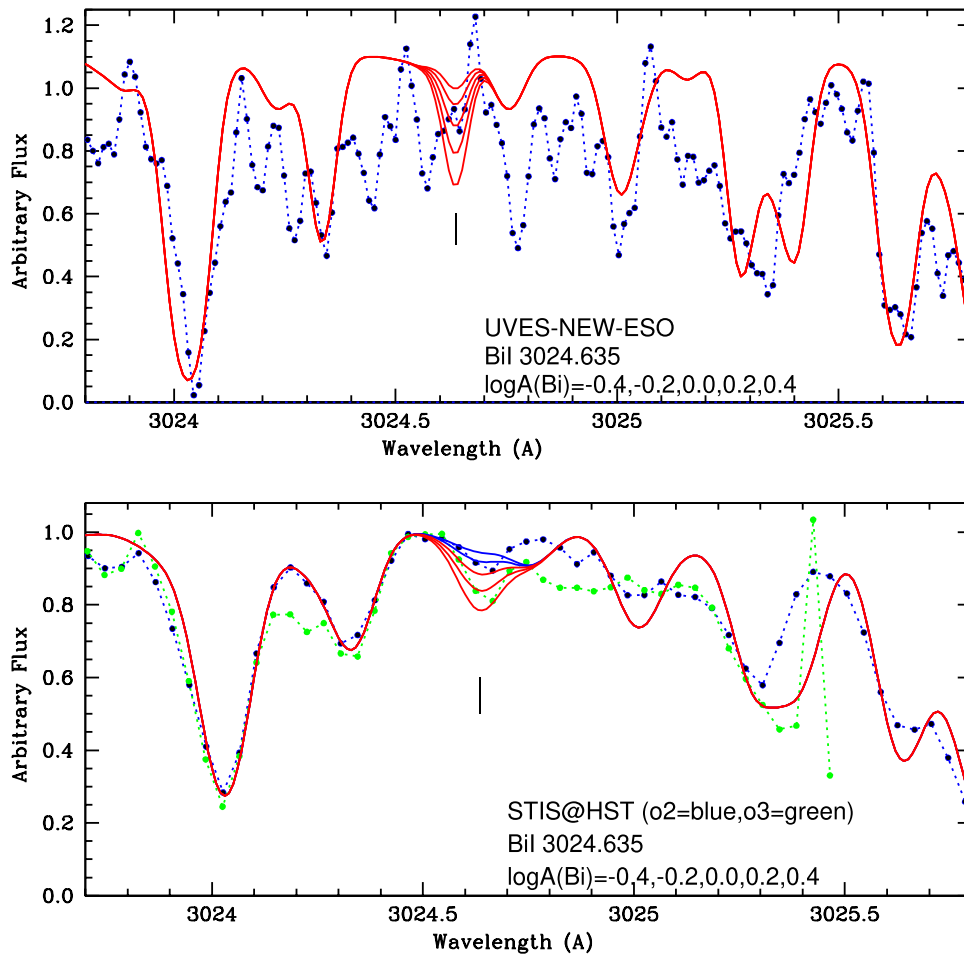 1.2
1.0
0.8
0.6
0.4
0.2
0.0
Arbitrary Flux
UVES-NEW-ESO
BiI 3024.635
logA(Bi)=-0.4,-0.2,0.0,0.2,0.4
3024 3024.5 3025 3025.5
Wavelength (A)
1.0
0.8
0.6
0.4
0.2
0.0
Arbitrary Flux
STIS@HST (o2=blue,o3=green)
BiI 3024.635
logA(Bi)=-0.4,-0.2,0.0,0.2,0.4
3024 3024.5 3025 3025.5
Wavelength (A)